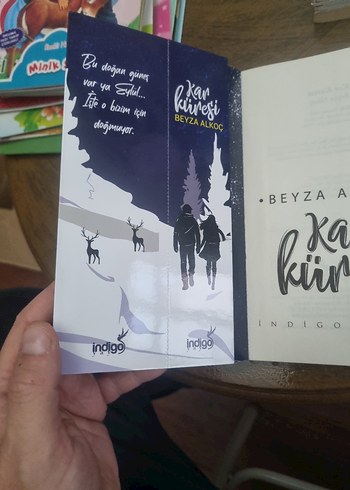 Minik
Bu doğan güneş
var ya Eylül...
İşte o bizim için
doğmuyor.
kar
küresi
BEYZA ALKOÇ
indigo
indigo
• BEYZA A
Ka
kür
İNDİGO